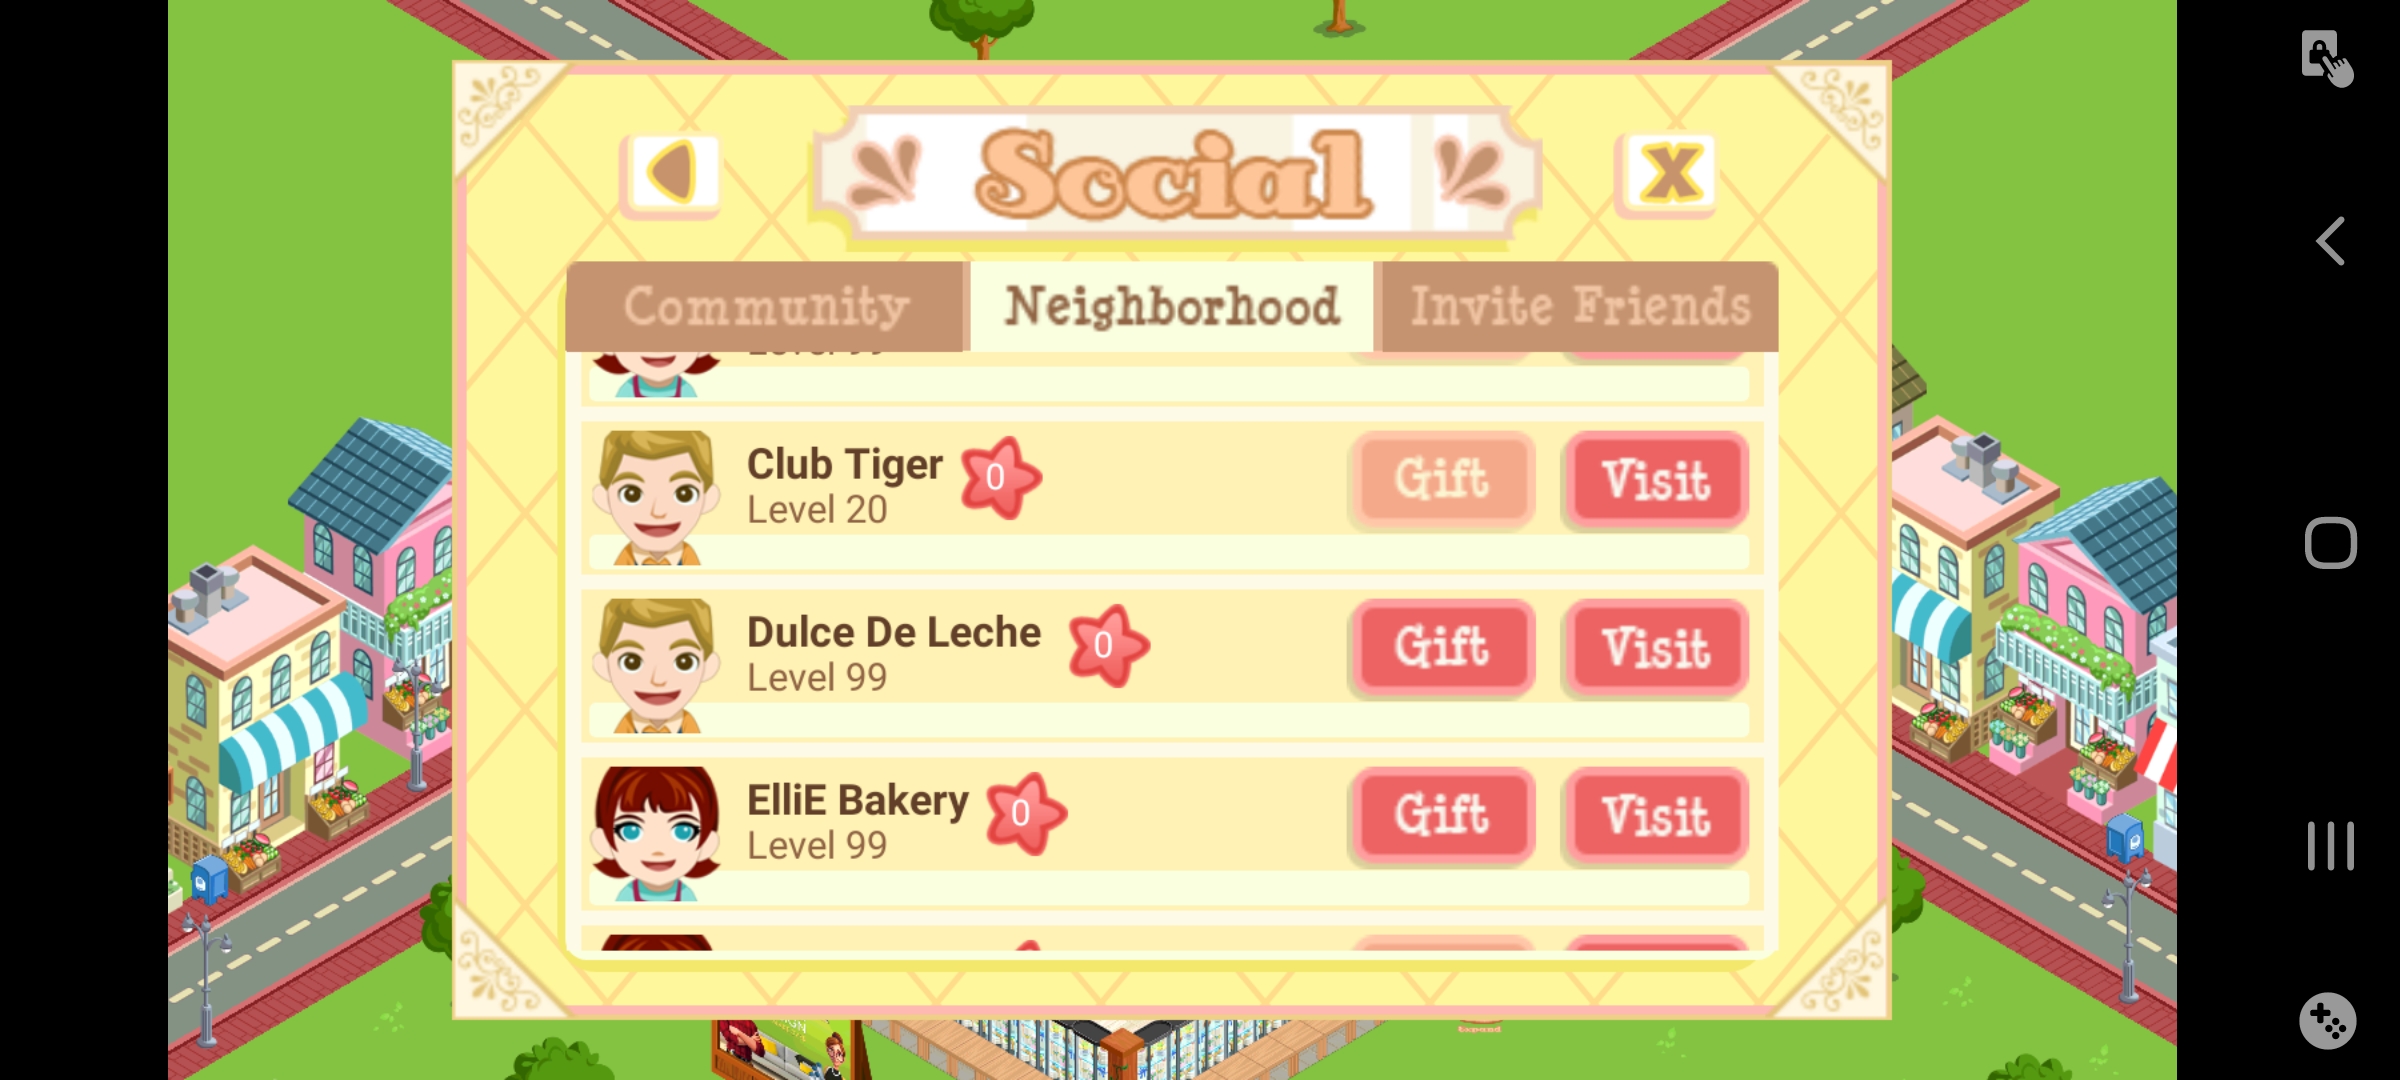 Social
Community
Neighborhood
Invite Friends
Club Tiger
0
Level 20
Gift
Visit
Dulce De Leche
0
Level 99
Gift
Visit
ElliE Bakery
0
Level 99
Gift
Visit
Expand